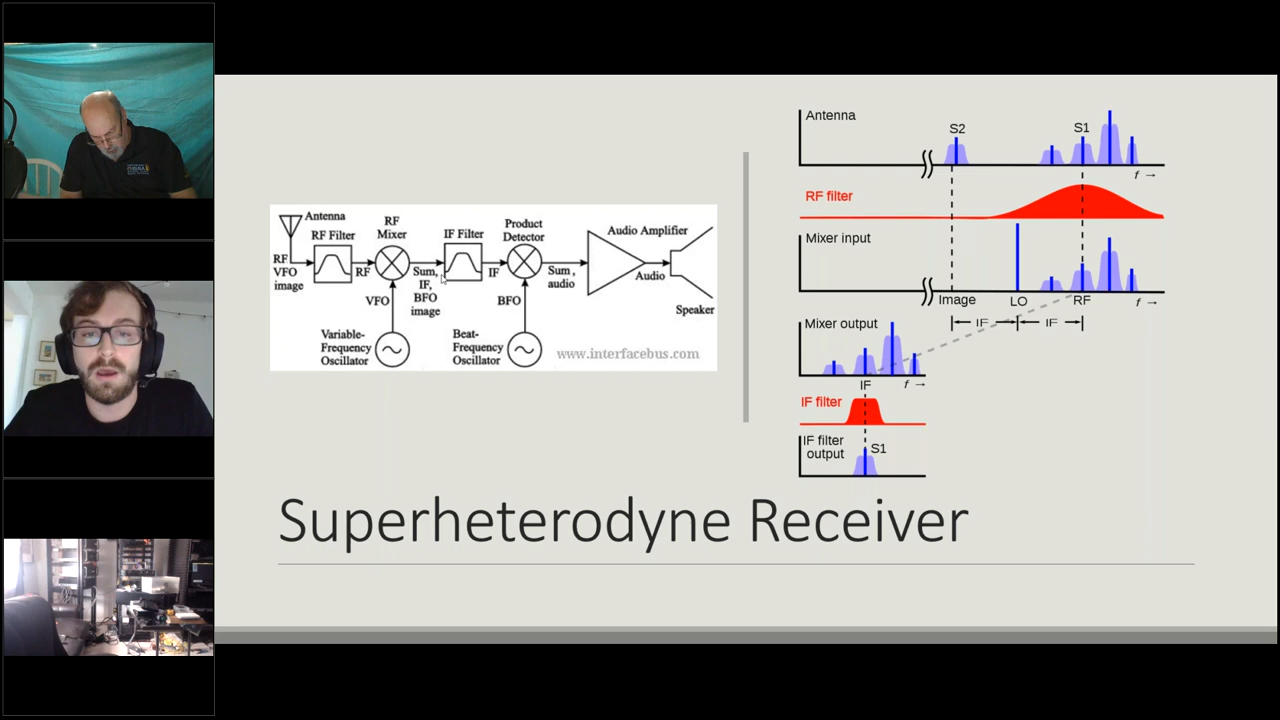 Antenna
RF Filter
RF
Mixer
IF Filter
Product
Detector
Audio Amplifier
RF
VFO
image
RF
Sum,
IF,
BFO
image
IF
Sum,
audio
Audio
Speaker
VFO
BFO
Variable-
Frequency
Oscillator
Beat-
Frequency
Oscillator
www.interfacebus.com
Antenna
S2
S1
f →
RF filter
Mixer input
Image
LO
RF
f →
IF
IF
Mixer output
IF
f →
IF filter
IF filter
output
S1
Superheterodyne Receiver